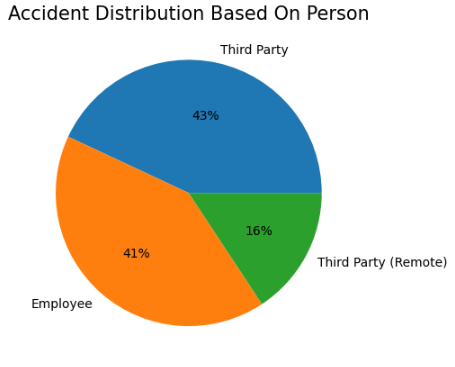 Accident Distribution Based On Person
Third Party
43%
41%
16%
Employee
Third Party (Remote)